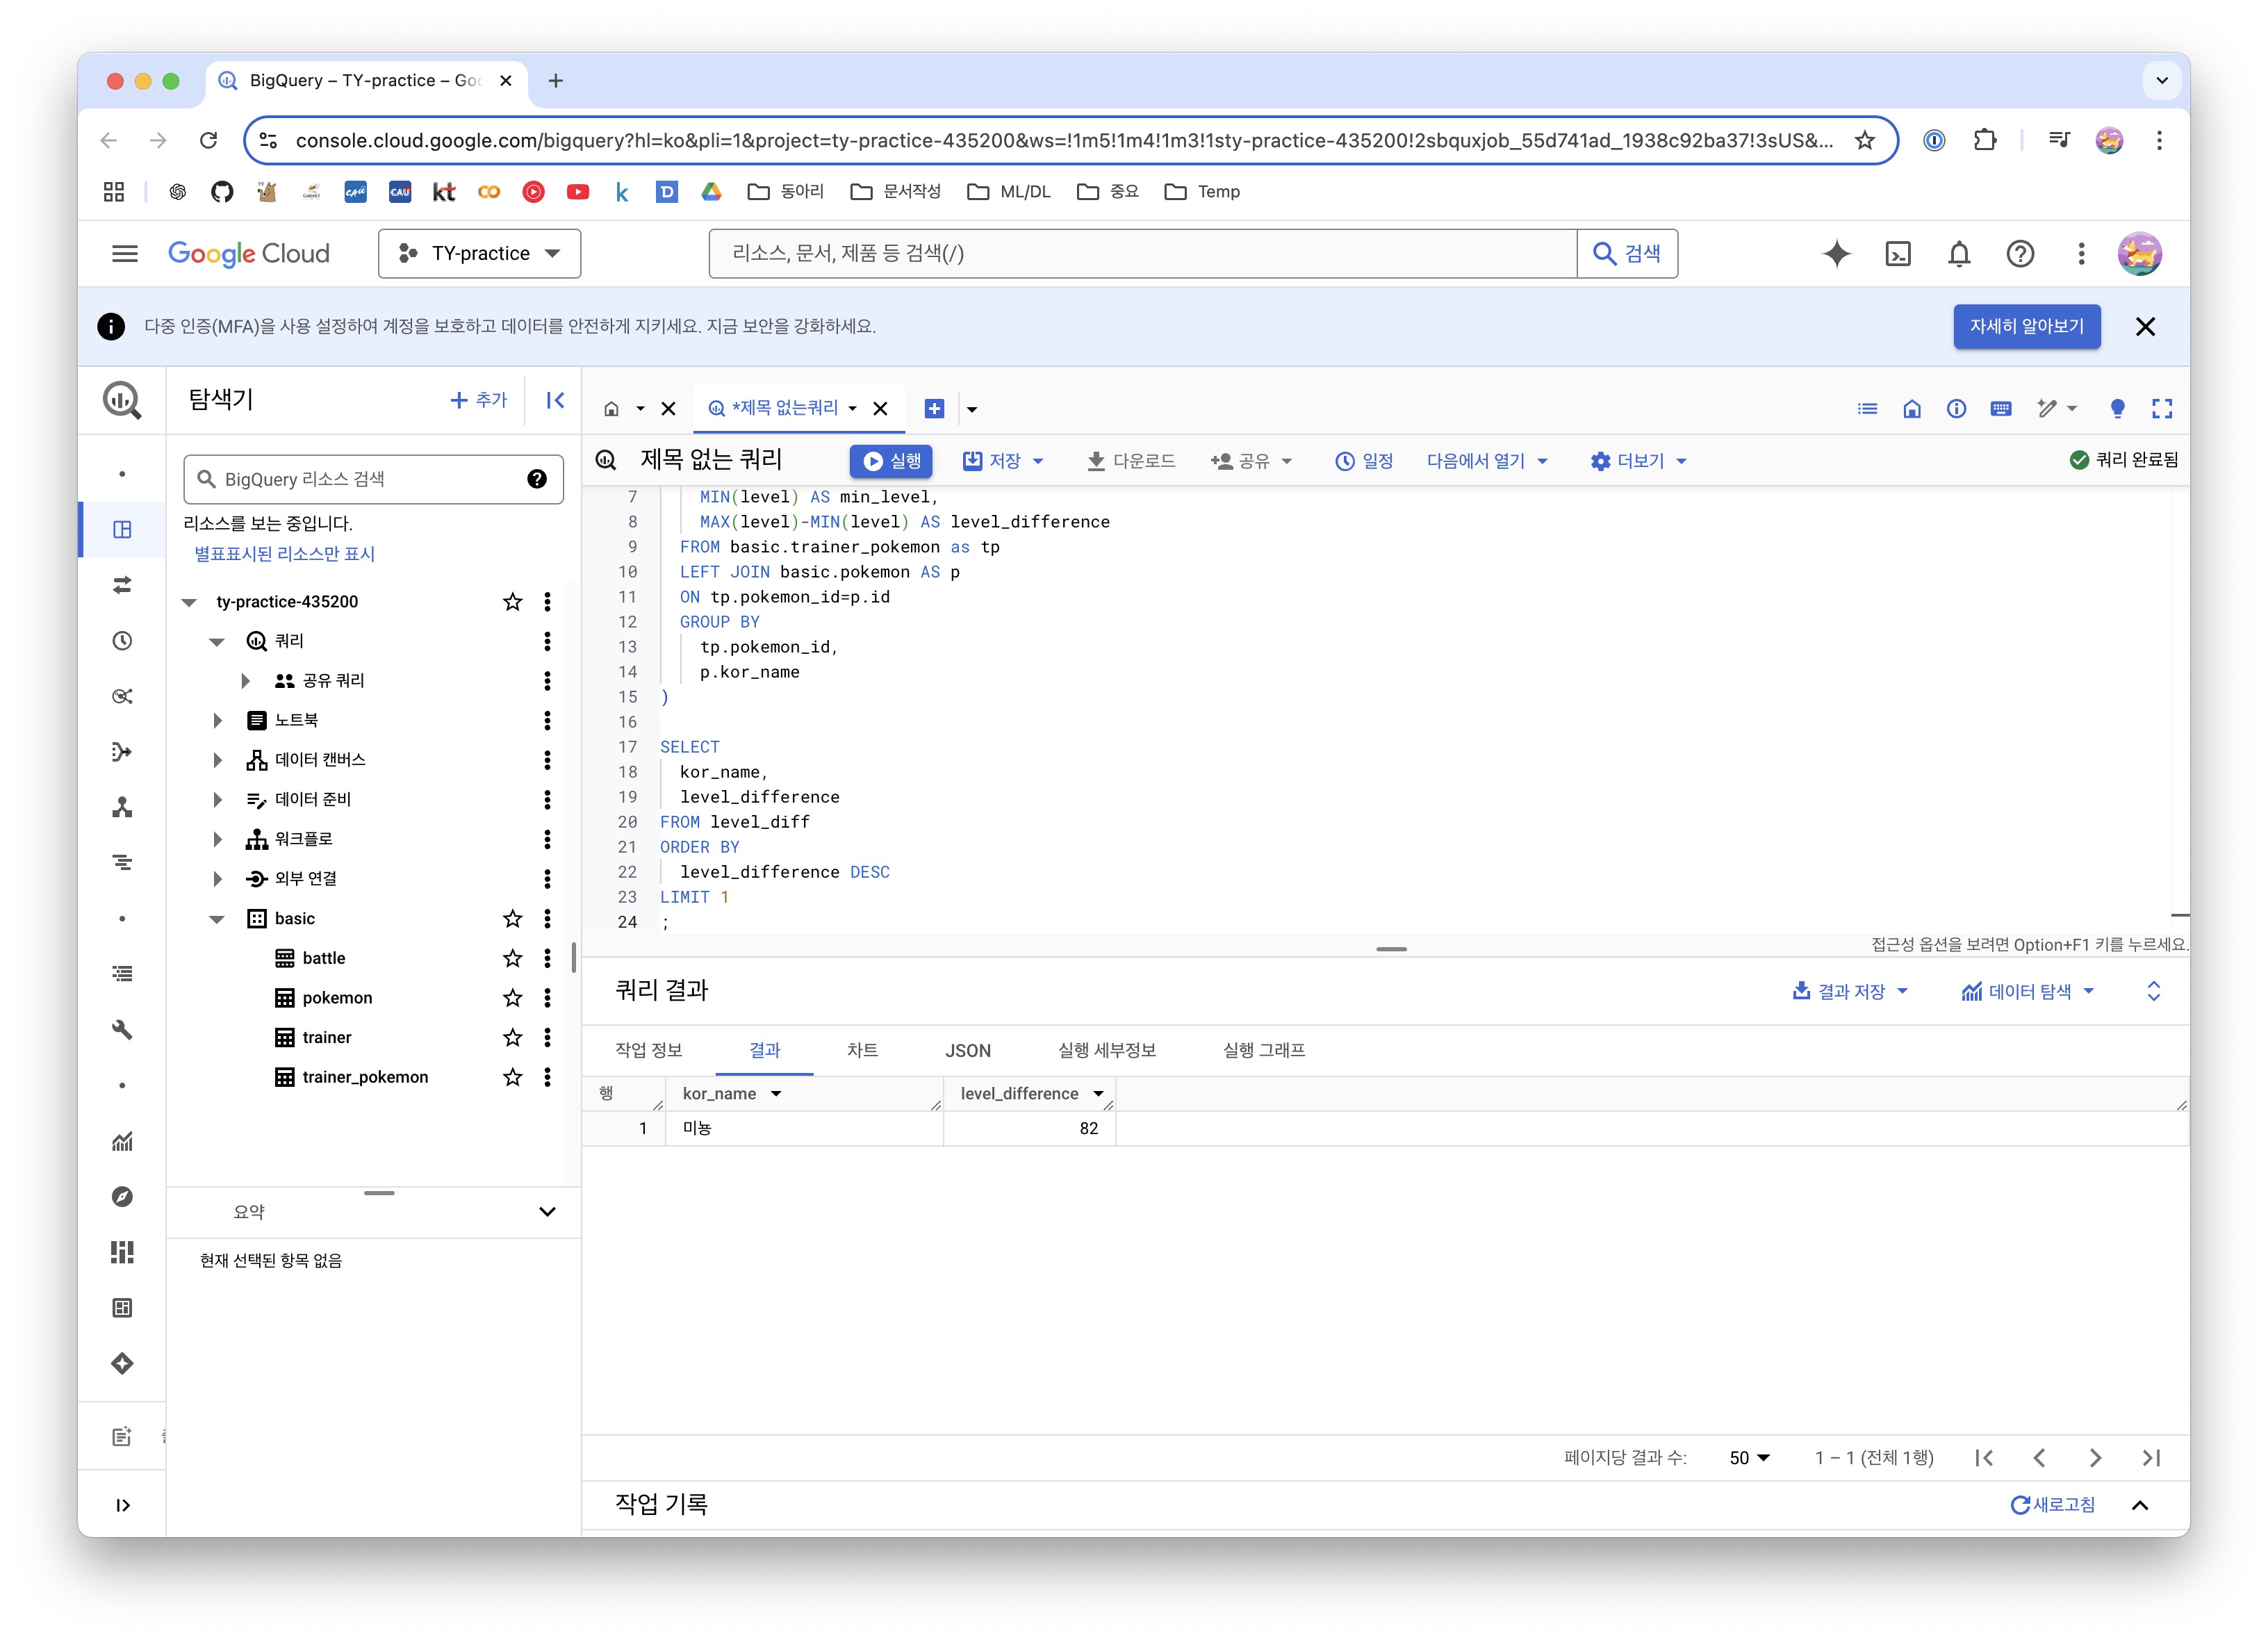 BigQuery – TY-practice – Goo
console.cloud.google.com/bigquery?hl=ko&pli=1&project=ty-practice-435200&ws=!1m5!1m4!1m3!1sty-practice-435200!2sbquxjob_55d741ad_1938c92ba37!3sUS&...
CAU
CAU
kt
k
D
동아리
문서작성
ML/DL
중요
Temp
Google Cloud
TY-practice
리소스, 문서, 제품 등 검색(/)
검색
다중 인증(MFA)을 사용 설정하여 계정을 보호하고 데이터를 안전하게 지키세요. 지금 보안을 강화하세요.
자세히 알아보기
탐색기
추가
BigQuery 리소스 검색
리소스를 보는 중입니다.
별표표시된 리소스만 표시
ty-practice-435200
쿼리
공유 쿼리
노트북
데이터 캔버스
데이터 준비
워크플로
외부 연결
basic
battle
pokemon
trainer
trainer_pokemon
요약
현재 선택된 항목 없음
*제목 없는쿼리
제목 없는 쿼리
실행
저장
다운로드
공유
일정
다음에서 열기
더보기
쿼리 완료됨
7 MIN(level) AS min_level,
8 MAX(level)-MIN(level) AS level_difference
9 FROM basic.trainer_pokemon as tp
10 LEFT JOIN basic.pokemon AS p
11 ON tp.pokemon_id=p.id
12 GROUP BY
13 tp.pokemon_id,
14 p.kor_name
15 )
16
17 SELECT
18 kor_name,
19 level_difference
20 FROM level_diff
21 ORDER BY
22 level_difference DESC
23 LIMIT 1
24 ;
접근성 옵션을 보려면 Option+F1 키를 누르세요.
쿼리 결과
결과 저장
데이터 탐색
작업 정보
결과
차트
JSON
실행 세부정보
실행 그래프
행 kor_name level_difference
1 미뇽 82
페이지당 결과 수: 50 1 – 1 (전체 1행)
작업 기록
새로고침